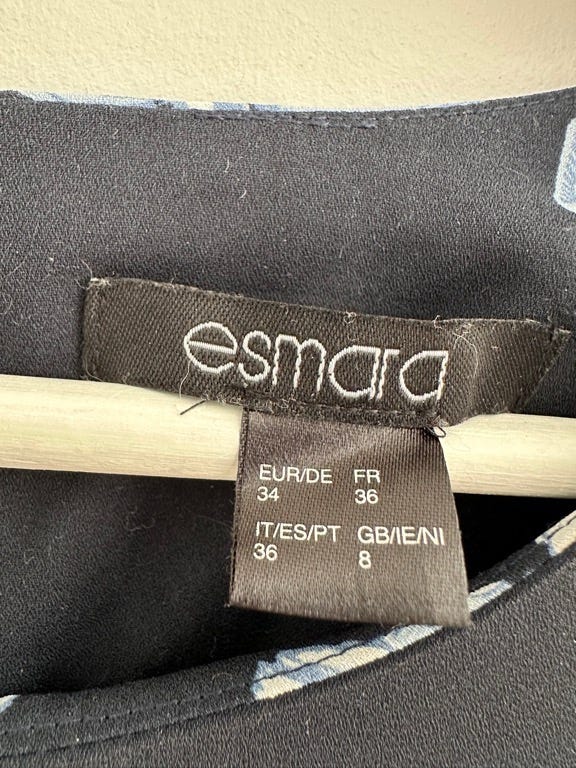 esmara
EUR/DE FR
34 36
IT/ES/PT GB/IE/NI
36 8